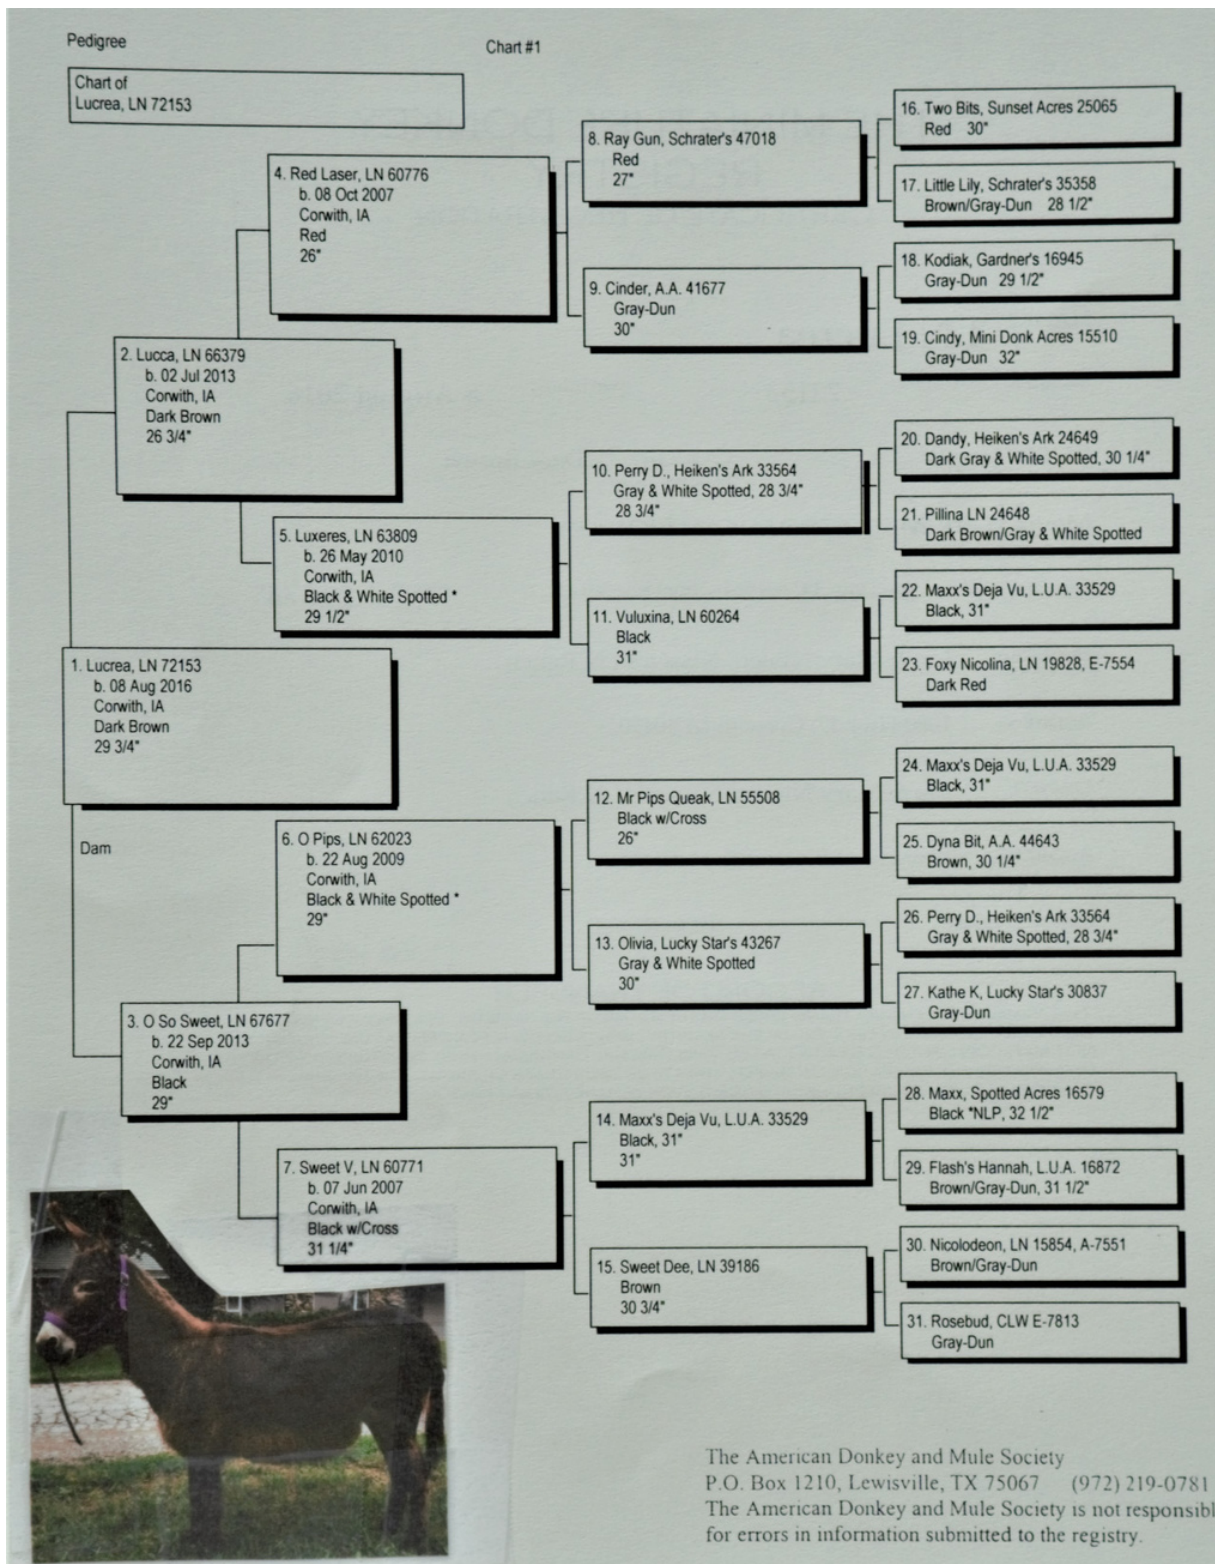 Pedigree
Chart #1
Chart of
Lucrea, LN 72153
16. Two Bits, Sunset Acres 25065
Red 30"
8. Ray Gun, Schrater's 47018
Red
27"
17. Little Lily, Schrater's 35358
Brown/Gray-Dun 28 1/2"
4. Red Laser, LN 60776
b. 08 Oct 2007
Corwith, IA
Red
26"
18. Kodiak, Gardner's 16945
Gray-Dun 29 1/2"
9. Cinder, A.A. 41677
Gray-Dun
30"
19. Cindy, Mini Donk Acres 15510
Gray-Dun 32"
2. Lucca, LN 66379
b. 02 Jul 2013
Corwith, IA
Dark Brown
26 3/4"
20. Dandy, Heiken's Ark 24649
Dark Gray & White Spotted, 30 1/4"
10. Perry D., Heiken's Ark 33564
Gray & White Spotted, 28 3/4"
28 3/4"
21. Pillina LN 24648
Dark Brown/Gray & White Spotted
5. Luxeres, LN 63809
b. 26 May 2010
Corwith, IA
Black & White Spotted *
29 1/2"
22. Maxx's Deja Vu, L.U.A. 33529
Black, 31"
11. Vuluxina, LN 60264
Black
31"
23. Foxy Nicolina, LN 19828, E-7554
Dark Red
1. Lucrea, LN 72153
b. 08 Aug 2016
Corwith, IA
Dark Brown
29 3/4"
24. Maxx's Deja Vu, L.U.A. 33529
Black, 31"
12. Mr Pips Queak, LN 55508
Black w/Cross
26"
25. Dyna Bit, A.A. 44643
Brown, 30 1/4"
Dam
6. O Pips, LN 62023
b. 22 Aug 2009
Corwith, IA
Black & White Spotted *
29"
26. Perry D., Heiken's Ark 33564
Gray & White Spotted, 28 3/4"
13. Olivia, Lucky Star's 43267
Gray & White Spotted
30"
27. Kathe K, Lucky Star's 30837
Gray-Dun
3. O So Sweet, LN 67677
b. 22 Sep 2013
Corwith, IA
Black
29"
28. Maxx, Spotted Acres 16579
Black *NLP, 32 1/2"
14. Maxx's Deja Vu, L.U.A. 33529
Black, 31"
31"
29. Flash's Hannah, L.U.A. 16872
Brown/Gray-Dun, 31 1/2"
7. Sweet V, LN 60771
b. 07 Jun 2007
Corwith, IA
Black w/Cross
31 1/4"
30. Nicolodeon, LN 15854, A-7551
Brown/Gray-Dun
15. Sweet Dee, LN 39186
Brown
30 3/4"
31. Rosebud, CLW E-7813
Gray-Dun
The American Donkey and Mule Society
P.O. Box 1210, Lewisville, TX 75067 (972) 219-0781
The American Donkey and Mule Society is not responsibl
for errors in information submitted to the registry.